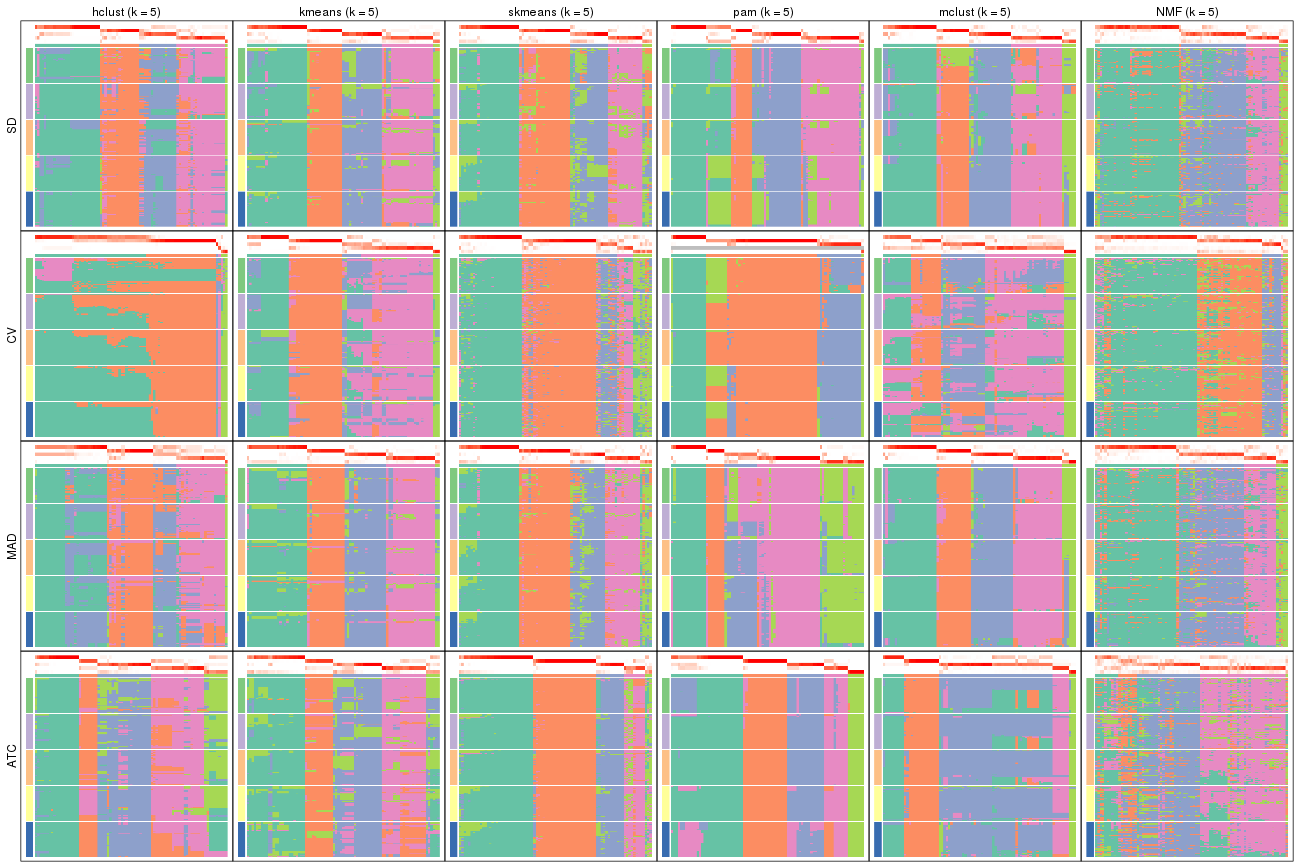 hclust (k = 5) kmeans (k = 5) skmeans (k = 5) pam (k = 5) mclust (k = 5) NMF (k = 5)
SD
CV
MAD
ATC